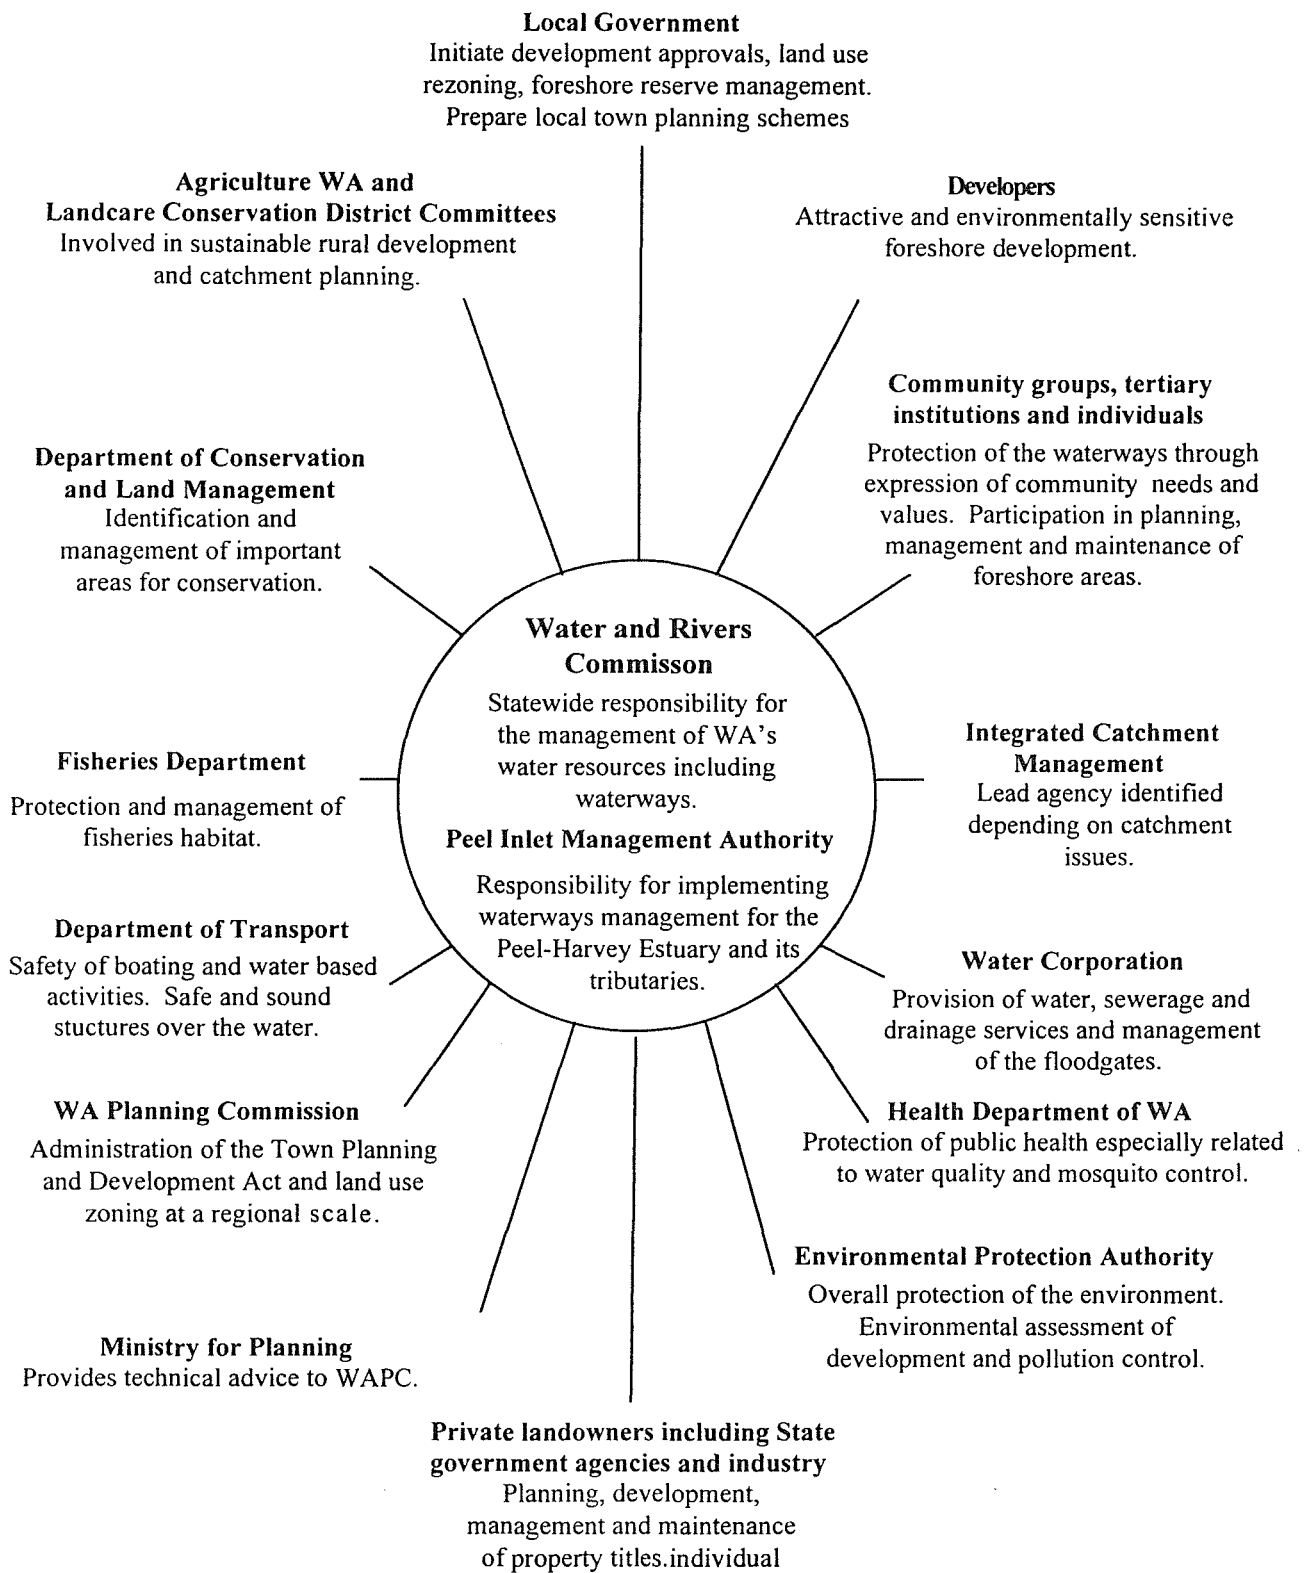 Local Government
Initiate development approvals, land use
rezoning, foreshore reserve management.
Prepare local town planning schemes
Agriculture WA and
Landcare Conservation District Committees
Involved in sustainable rural development
and catchment planning.
Developers
Attractive and environmentally sensitive
foreshore development.
Community groups, tertiary
institutions and individuals
Protection of the waterways through
expression of community needs and
values. Participation in planning,
management and maintenance of
foreshore areas.
Department of Conservation
and Land Management
Identification and
management of important
areas for conservation.
Water and Rivers
Commisson
Statewide responsibility for
the management of WA's
water resources including
waterways.
Peel Inlet Management Authority
Responsibility for implementing
waterways management for the
Peel-Harvey Estuary and its
tributaries.
Integrated Catchment
Management
Lead agency identified
depending on catchment
issues.
Fisheries Department
Protection and management of
fisheries habitat.
Department of Transport
Safety of boating and water based
activities. Safe and sound
stuctures over the water.
Water Corporation
Provision of water, sewerage and
drainage services and management
of the floodgates.
WA Planning Commission
Administration of the Town Planning
and Development Act and land use
zoning at a regional scale.
Health Department of WA
Protection of public health especially related
to water quality and mosquito control.
Environmental Protection Authority
Overall protection of the environment.
Environmental assessment of
development and pollution control.
Ministry for Planning
Provides technical advice to WAPC.
Private landowners including State
government agencies and industry
Planning, development,
management and maintenance
of property titles.individual